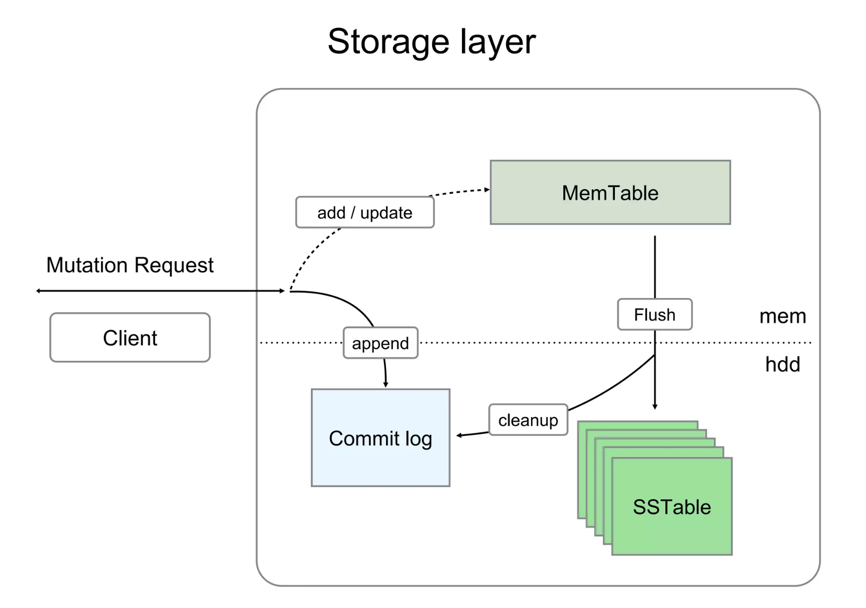 Storage layer
MemTable
add / update
Mutation Request
Client
append
Flush
mem
hdd
Commit log
cleanup
SSTable